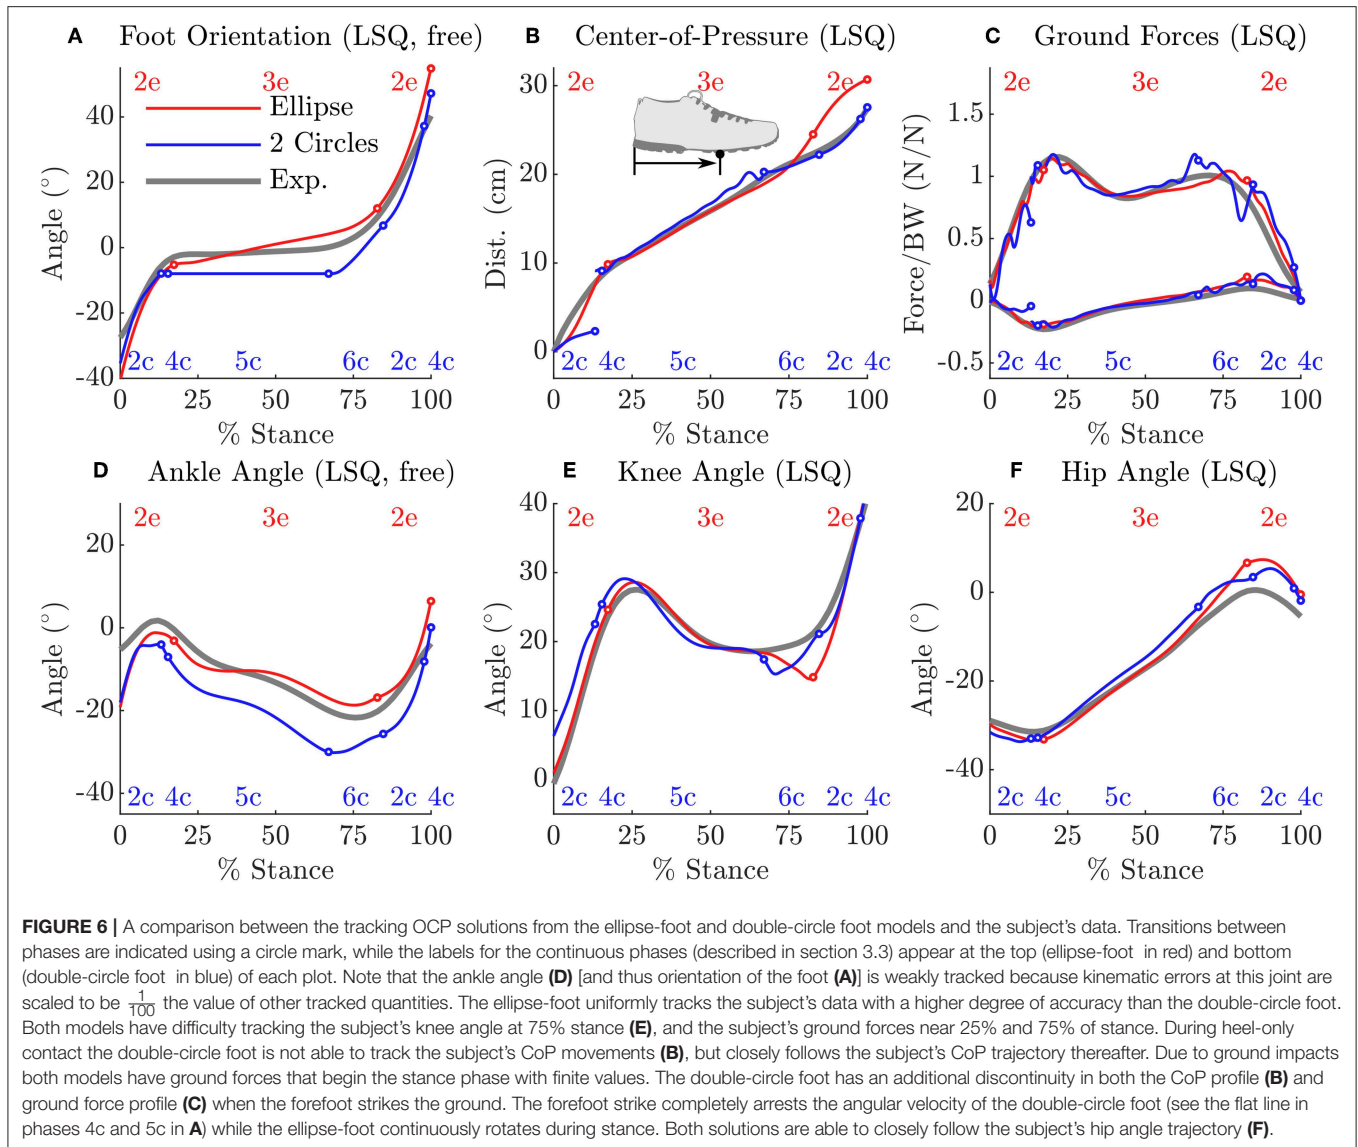 A Foot Orientation (LSQ, free)
2e 3e 2e
Ellipse
2 Circles
Exp.
Angle (°)
40
20
0
-20
-40
2c 4c 5c 6c 2c 4c
0 25 50 75 100
% Stance
B Center-of-Pressure (LSQ)
2e 3e 2e
Dist. (cm)
30
20
10
0
2c 4c 5c 6c 2c 4c
0 25 50 75 100
% Stance
C Ground Forces (LSQ)
2e 3e 2e
Force/BW (N/N)
1.5
1
0.5
0
-0.5
2c 4c 5c 6c 2c 4c
0 25 50 75 100
% Stance
D Ankle Angle (LSQ, free)
2e 3e 2e
Angle (°)
20
0
-20
-40
2c 4c 5c 6c 2c 4c
0 25 50 75 100
% Stance
E Knee Angle (LSQ)
2e 3e 2e
Angle (°)
40
30
20
10
0
2c 4c 5c 6c 2c 4c
0 25 50 75 100
% Stance
F Hip Angle (LSQ)
2e 3e 2e
Angle (°)
20
0
-20
-40
2c 4c 5c 6c 2c 4c
0 25 50 75 100
% Stance
FIGURE 6 | A comparison between the tracking OCP solutions from the ellipse-foot and double-circle foot models and the subject's data. Transitions between
phases are indicated using a circle mark, while the labels for the continuous phases (described in section 3.3) appear at the top (ellipse-foot in red) and bottom
(double-circle foot in blue) of each plot. Note that the ankle angle (D) [and thus orientation of the foot (A)] is weakly tracked because kinematic errors at this joint are
scaled to be 1/100 the value of other tracked quantities. The ellipse-foot uniformly tracks the subject's data with a higher degree of accuracy than the double-circle foot.
Both models have difficulty tracking the subject's knee angle at 75% stance (E), and the subject's ground forces near 25% and 75% of stance. During heel-only
contact the double-circle foot is not able to track the subject's CoP movements (B), but closely follows the subject's CoP trajectory thereafter. Due to ground impacts
both models have ground forces that begin the stance phase with finite values. The double-circle foot has an additional discontinuity in both the CoP profile (B) and
ground force profile (C) when the forefoot strikes the ground. The forefoot strike completely arrests the angular velocity of the double-circle foot (see the flat line in
phases 4c and 5c in A) while the ellipse-foot continuously rotates during stance. Both solutions are able to closely follow the subject's hip angle trajectory (F).